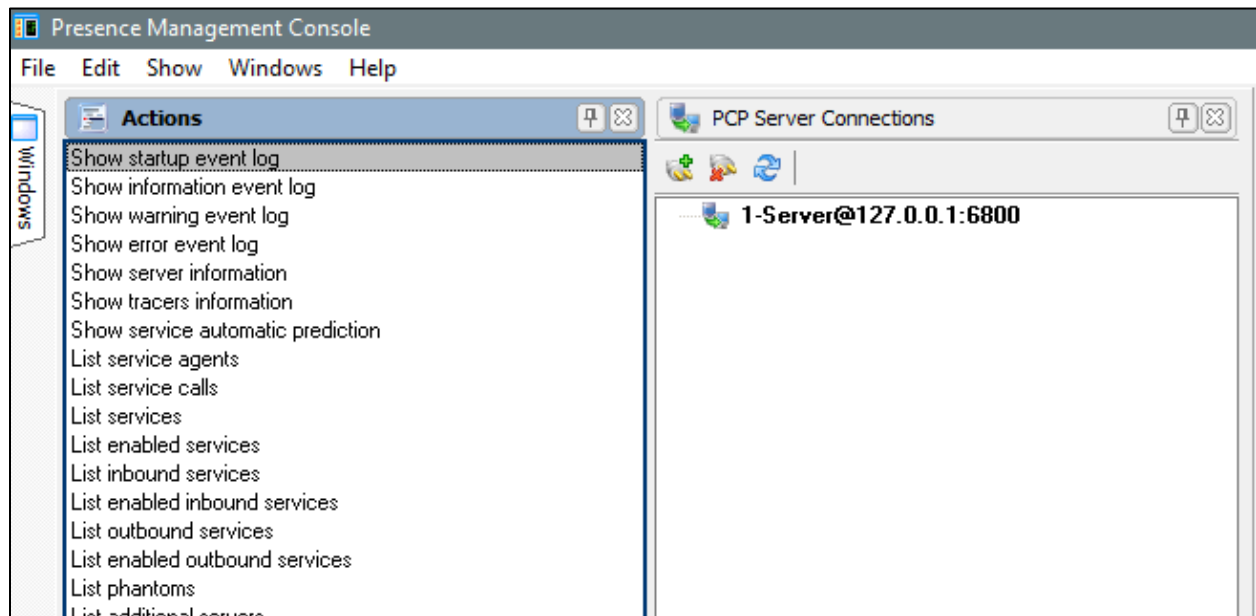 Presence Management Console
File Edit Show Windows Help
Windows
Actions
Show startup event log
Show information event log
Show warning event log
Show error event log
Show server information
Show tracers information
Show service automatic prediction
List service agents
List service calls
List services
List enabled services
List inbound services
List enabled inbound services
List outbound services
List enabled outbound services
List phantoms
List additional servers
PCP Server Connections
1-Server@127.0.0.1:6800